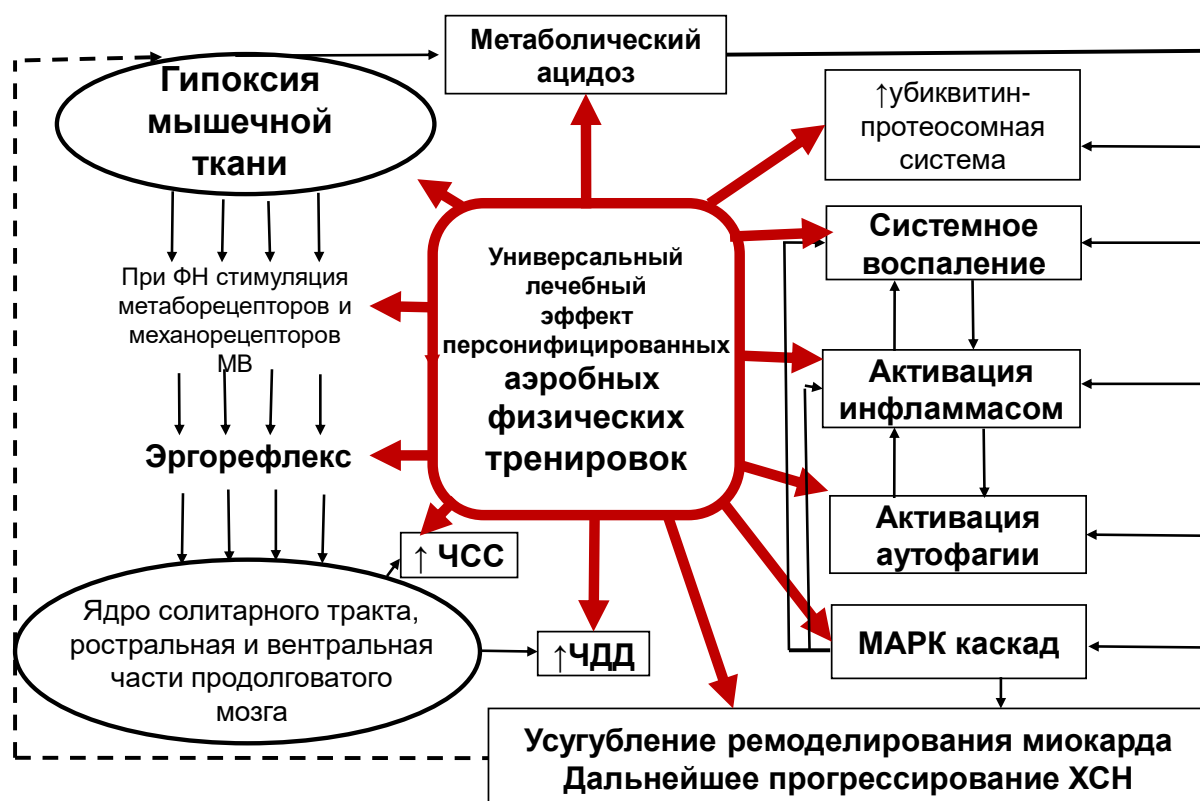 Метаболический
ацидоз
Гипоксия
мышечной
ткани
↑убиквитин-
протеосомная
система
Системное
воспаление
Универсальный
лечебный
эффект
персонифицированных
аэробных
физических
тренировок
При ФН стимуляция
метаборецепторов и
механорецепторов
МВ
Активация
инфламмасом
Эргорефлекс
Активация
аутофагии
↑ ЧСС
Ядро солитарного тракта,
ростральная и вентральная
части продолговатого
мозга
↑ЧДД
МАРК каскад
Усугубление ремоделирования миокарда
Дальнейшее прогрессирование ХСН